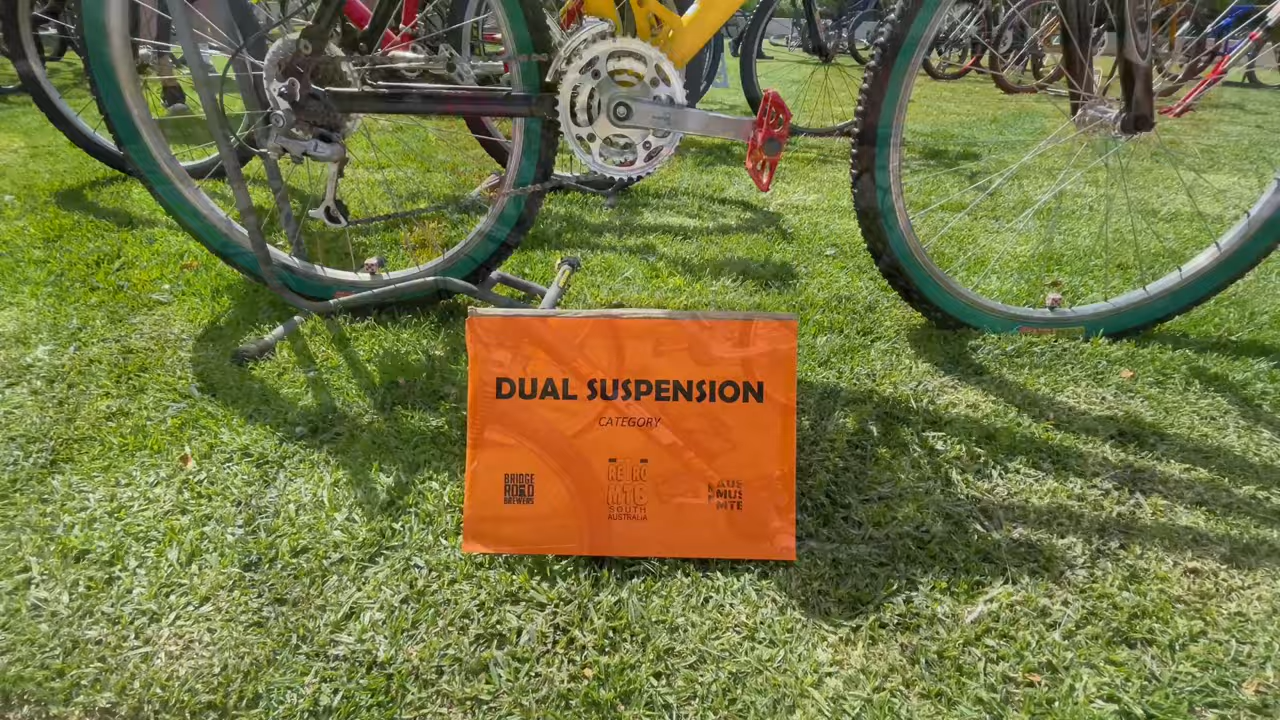 DUAL SUSPENSION
CATEGORY
BRIDGE
ROAD
BREWERS
RETRO
MTB
SOUTH
AUSTRALIA
AUS
MUS
MTB